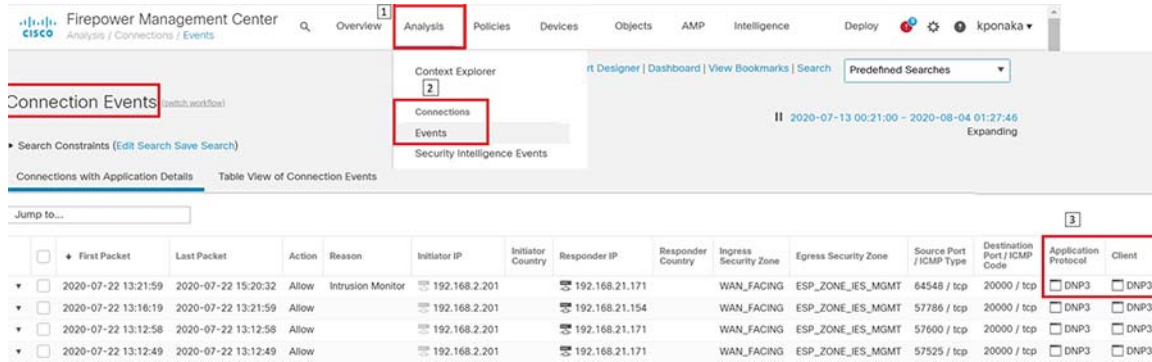 cisco
Firepower Management Center
Analysis / Connections / Events
1
Overview Analysis Policies Devices Objects AMP Intelligence Deploy kponaka
Context Explorer
2
Connections
Events
Security Intelligence Events
rt Designer | Dashboard | View Bookmarks | Search
Predefined Searches
Connection Events (switch workflow)
2020-07-13 00:21:00 - 2020-08-04 01:27:46
Expanding
Search Constraints (Edit Search Save Search)
Connections with Application Details Table View of Connection Events
Jump to...
3
First Packet Last Packet Action Reason Initiator IP Initiator Country Responder IP Responder Country Ingress Security Zone Egress Security Zone Source Port / ICMP Type Destination Port / ICMP Code Application Protocol Client
2020-07-22 13:21:59 2020-07-22 15:20:32 Allow Intrusion Monitor 192.168.2.201 192.168.21.171 WAN_FACING ESP_ZONE_IES_MGMT 64548 / tcp 20000 / tcp DNP3 DNP3
2020-07-22 13:16:19 2020-07-22 13:21:59 Allow 192.168.2.201 192.168.21.154 WAN_FACING ESP_ZONE_IES_MGMT 57786 / tcp 20000 / tcp DNP3 DNP3
2020-07-22 13:12:58 2020-07-22 13:12:58 Allow 192.168.2.201 192.168.21.171 WAN_FACING ESP_ZONE_IES_MGMT 57600 / tcp 20000 / tcp DNP3 DNP3
2020-07-22 13:12:49 2020-07-22 13:12:49 Allow 192.168.2.201 192.168.21.171 WAN_FACING ESP_ZONE_IES_MGMT 57525 / tcp 20000 / tcp DNP3 DNP3